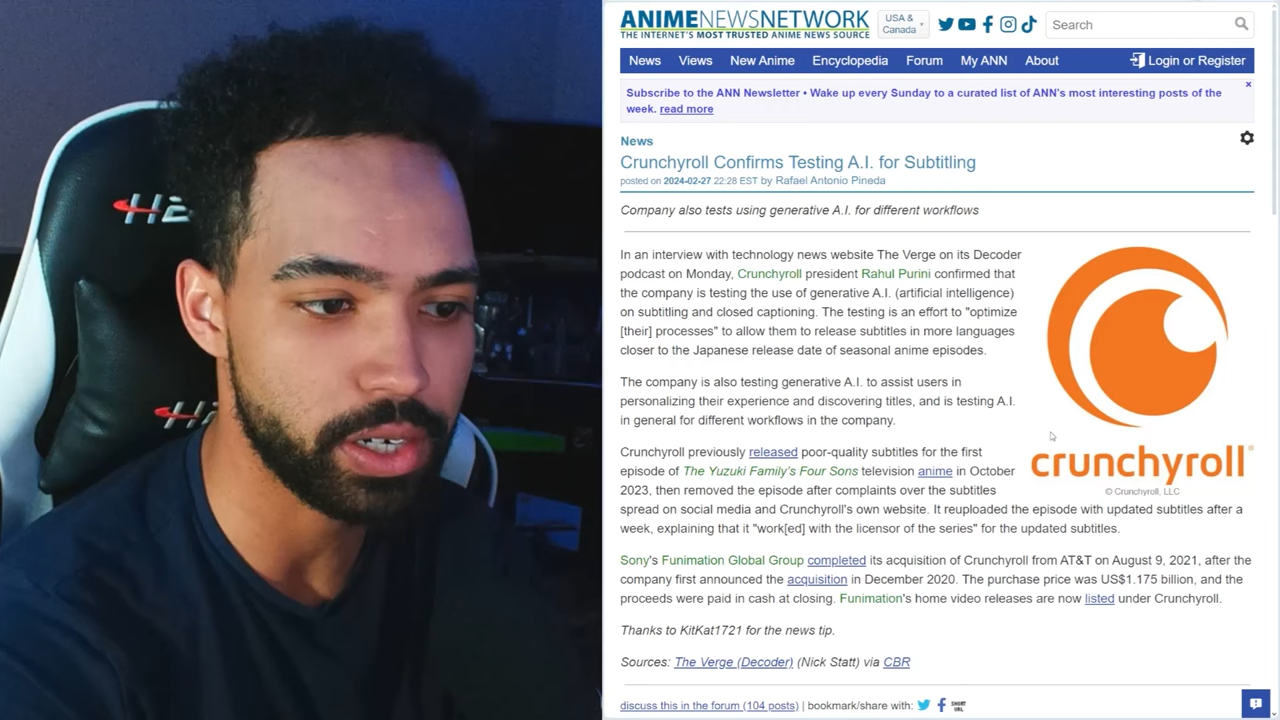 ANIMENEWSNETWORK
THE INTERNET'S MOST TRUSTED ANIME NEWS SOURCE
USA & Canada
Search
News Views New Anime Encyclopedia Forum My ANN About Login or Register
Subscribe to the ANN Newsletter • Wake up every Sunday to a curated list of ANN's most interesting posts of the
week. read more
×
News
Crunchyroll Confirms Testing A.I. for Subtitling
posted on 2024-02-27 22:28 EST by Rafael Antonio Pineda
Company also tests using generative A.I. for different workflows
In an interview with technology news website The Verge on its Decoder
podcast on Monday, Crunchyroll president Rahul Purini confirmed that
the company is testing the use of generative A.I. (artificial intelligence)
on subtitling and closed captioning. The testing is an effort to "optimize
[their] processes" to allow them to release subtitles in more languages
closer to the Japanese release date of seasonal anime episodes.
The company is also testing generative A.I. to assist users in
personalizing their experience and discovering titles, and is testing A.I.
in general for different workflows in the company.
crunchyroll®
© Crunchyroll, LLC
Crunchyroll previously released poor-quality subtitles for the first
episode of The Yuzuki Family's Four Sons television anime in October
2023, then removed the episode after complaints over the subtitles
spread on social media and Crunchyroll's own website. It reuploaded the episode with updated subtitles after a
week, explaining that it "work[ed] with the licensor of the series" for the updated subtitles.
Sony's Funimation Global Group completed its acquisition of Crunchyroll from AT&T on August 9, 2021, after the
company first announced the acquisition in December 2020. The purchase price was US$1.175 billion, and the
proceeds were paid in cash at closing. Funimation's home video releases are now listed under Crunchyroll.
Thanks to KitKat1721 for the news tip.
Sources: The Verge (Decoder) (Nick Statt) via CBR
discuss this in the forum (104 posts) | bookmark/share with: SHORT URL